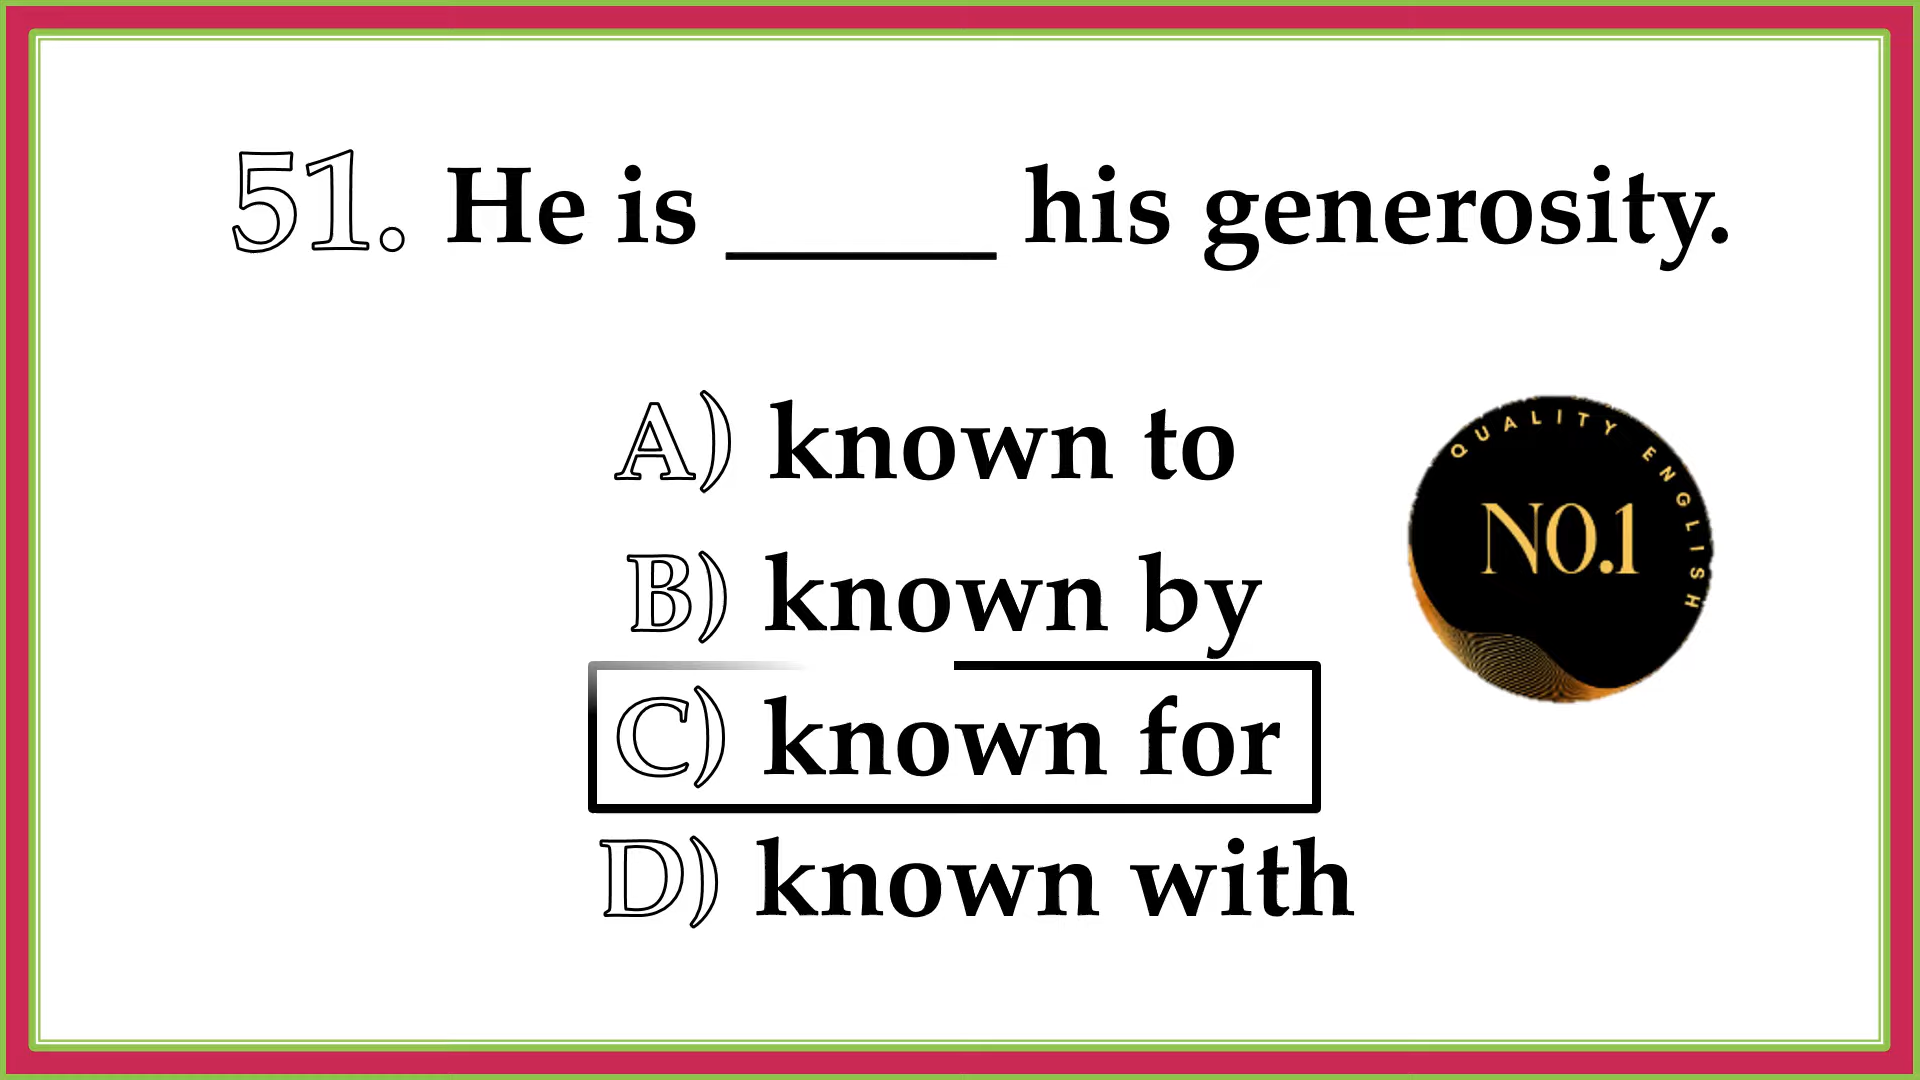 51. He is _____ his generosity.
A) known to
B) known by
C) known for
D) known with
QUALITY ENGLISH
NO.1